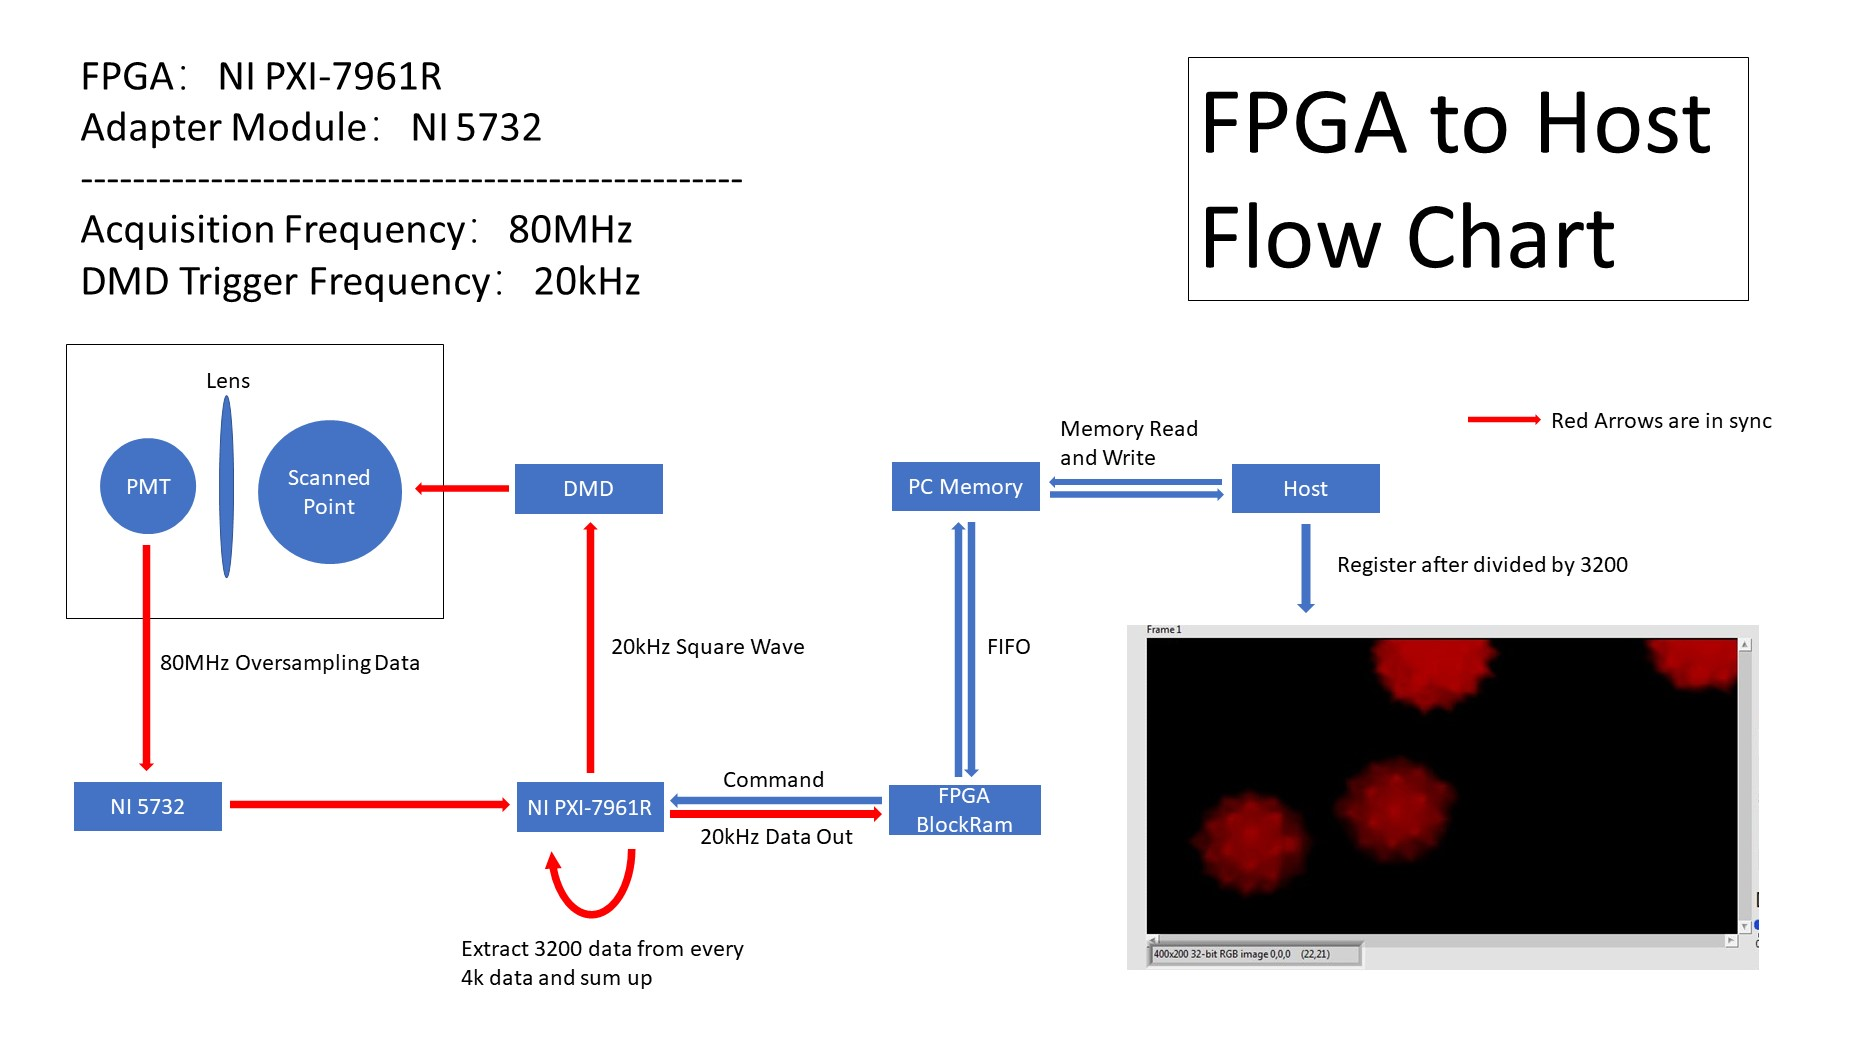 FPGA： NI PXI-7961R
Adapter Module： NI 5732
---------------------------------------------------
Acquisition Frequency： 80MHz
DMD Trigger Frequency： 20kHz
FPGA to Host
Flow Chart
Lens
PMT
Scanned
Point
DMD
PC Memory
Memory Read
and Write
Host
Red Arrows are in sync
Register after divided by 3200
80MHz Oversampling Data
20kHz Square Wave
FIFO
NI 5732
NI PXI-7961R
Command
20kHz Data Out
FPGA
BlockRam
Extract 3200 data from every
4k data and sum up
Frame 1
400x200 32-bit RGB image 0,0,0 (22,21)